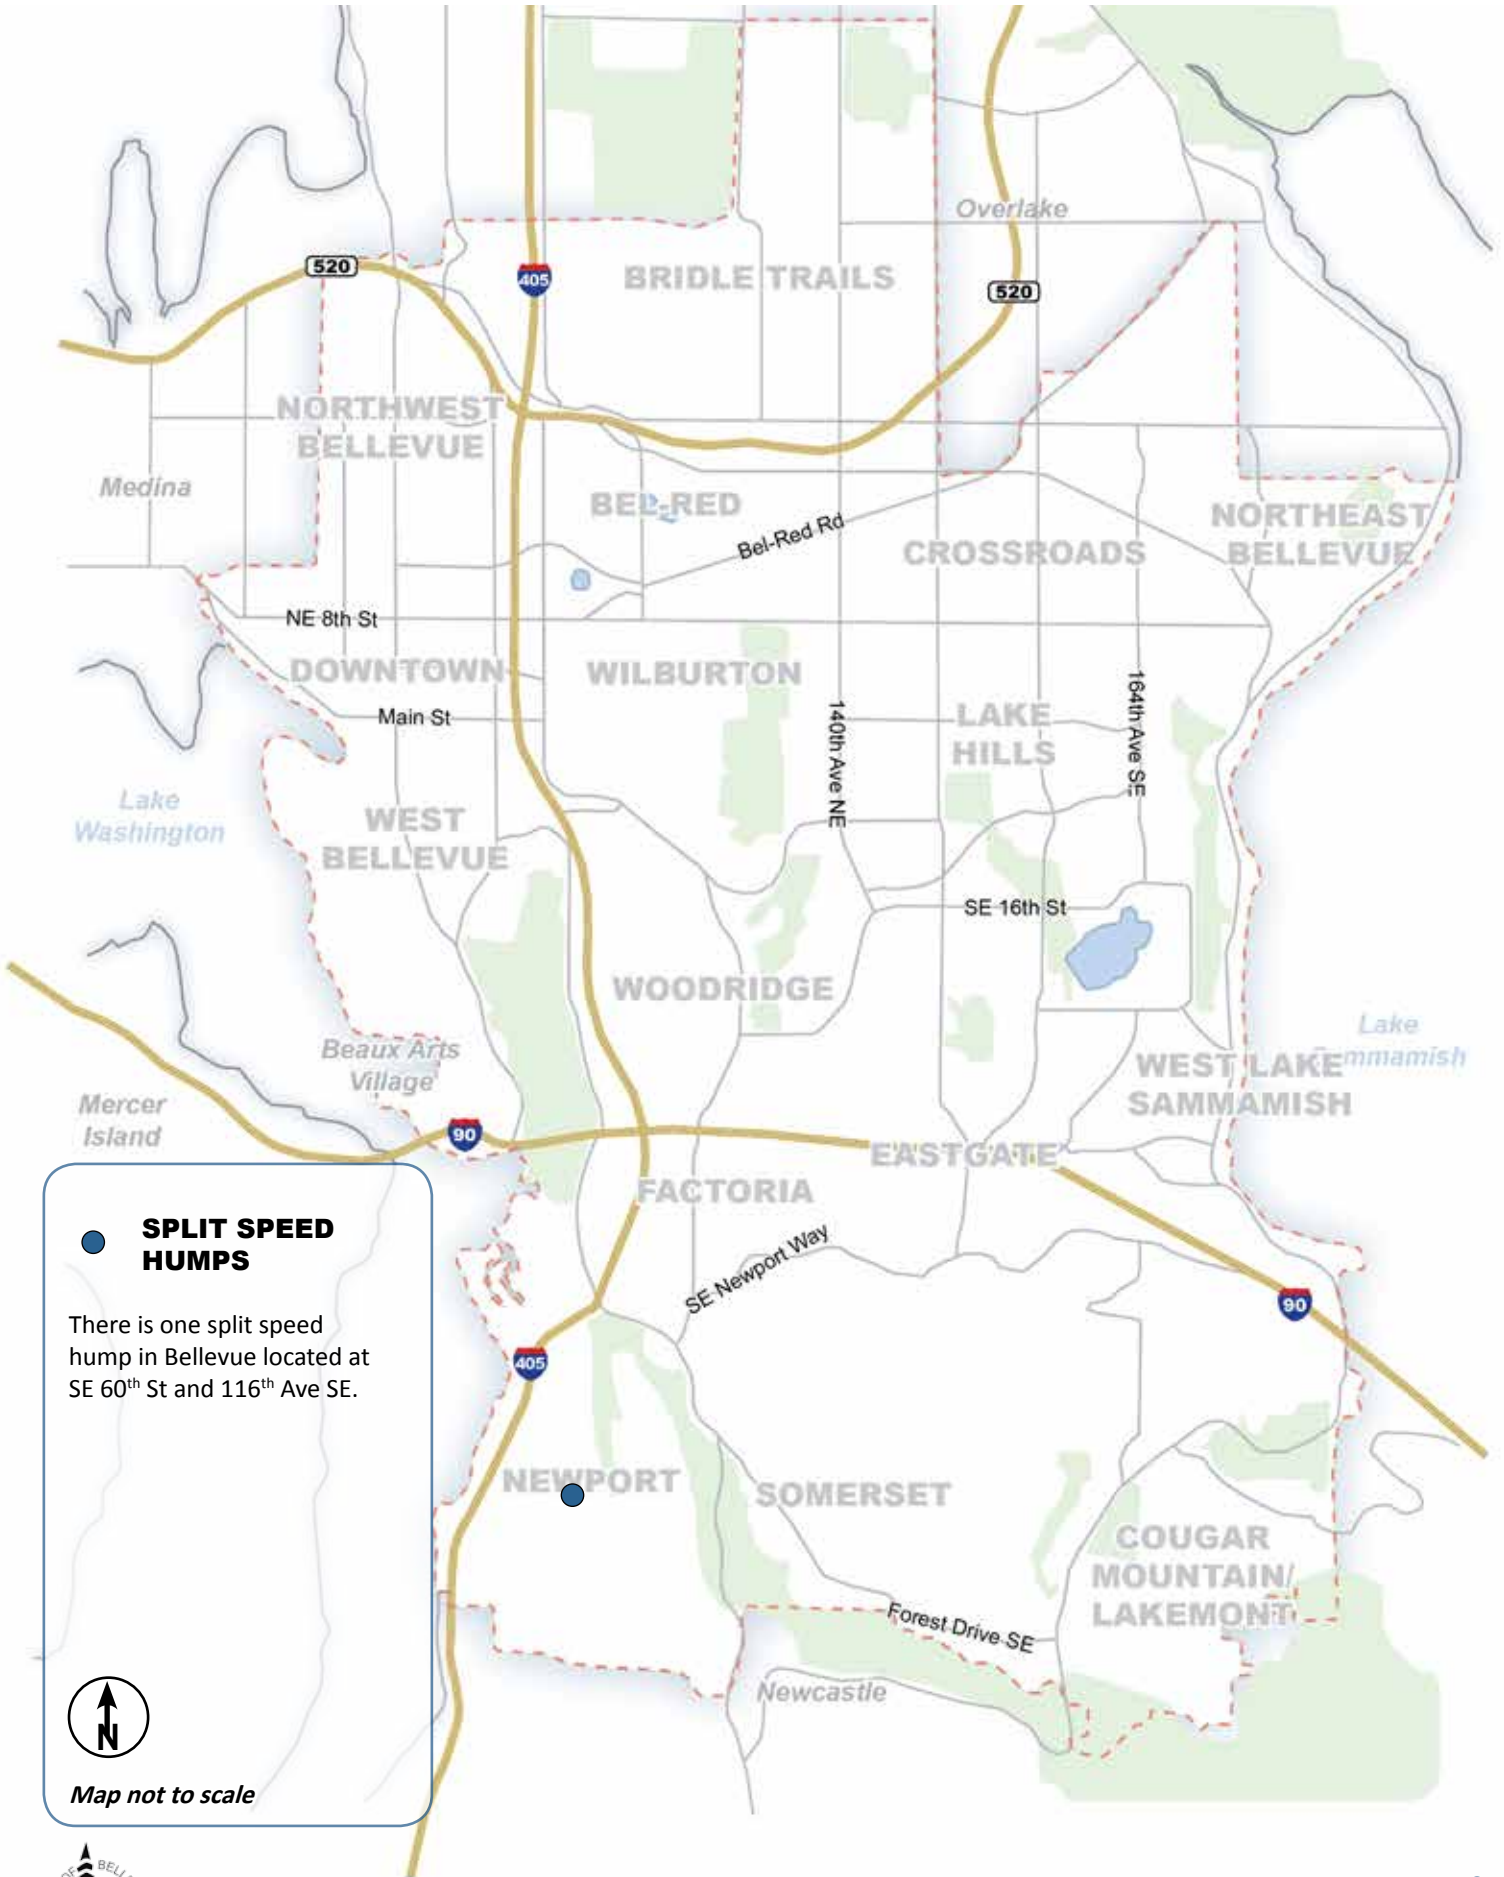 Overlake
520
405
BRIDLE TRAILS
520
NORTHWEST
BELLEVUE
Medina
BEL-RED
Bel-Red Rd
NORTHEAST
BELLEVUE
CROSSROADS
NE 8th St
DOWNTOWN
WILBURTON
Main St
140th Ave NE
LAKE
HILLS
164th Ave SE
Lake
Washington
WEST
BELLEVUE
SE 16th St
WOODRIDGE
Lake
Sammamish
Beaux Arts
Village
WEST LAKE
SAMMAMISH
Mercer
Island
90
EASTGATE
FACTORIA
SPLIT SPEED
HUMPS
There is one split speed
hump in Bellevue located at
SE 60th St and 116th Ave SE.
SE Newport Way
90
405
NEWPORT
SOMERSET
COUGAR
MOUNTAIN/
LAKEMONT
Forest Drive SE
Newcastle
N
Map not to scale